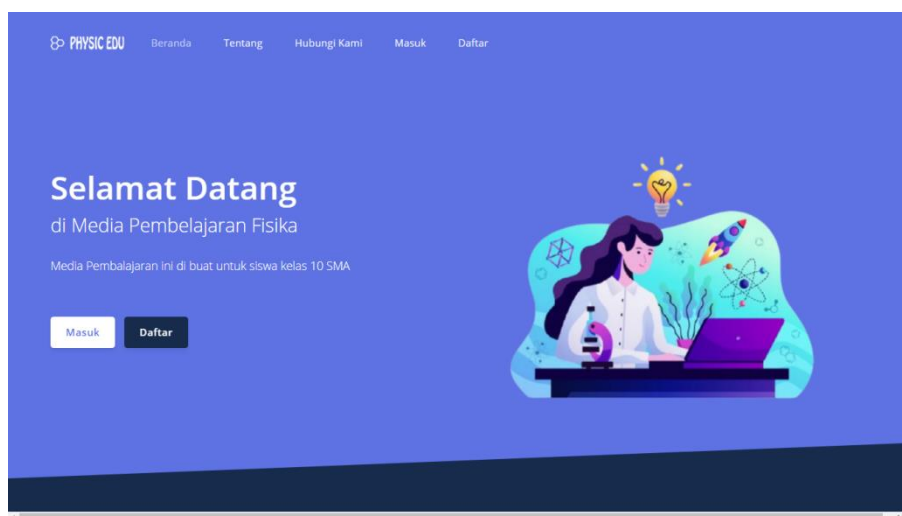 PHYSIC EDU Beranda Tentang Hubungi Kami Masuk Daftar
Selamat Datang
di Media Pembelajaran Fisika
Media Pembalajaran ini di buat untuk siswa kelas 10 SMA
Masuk Daftar